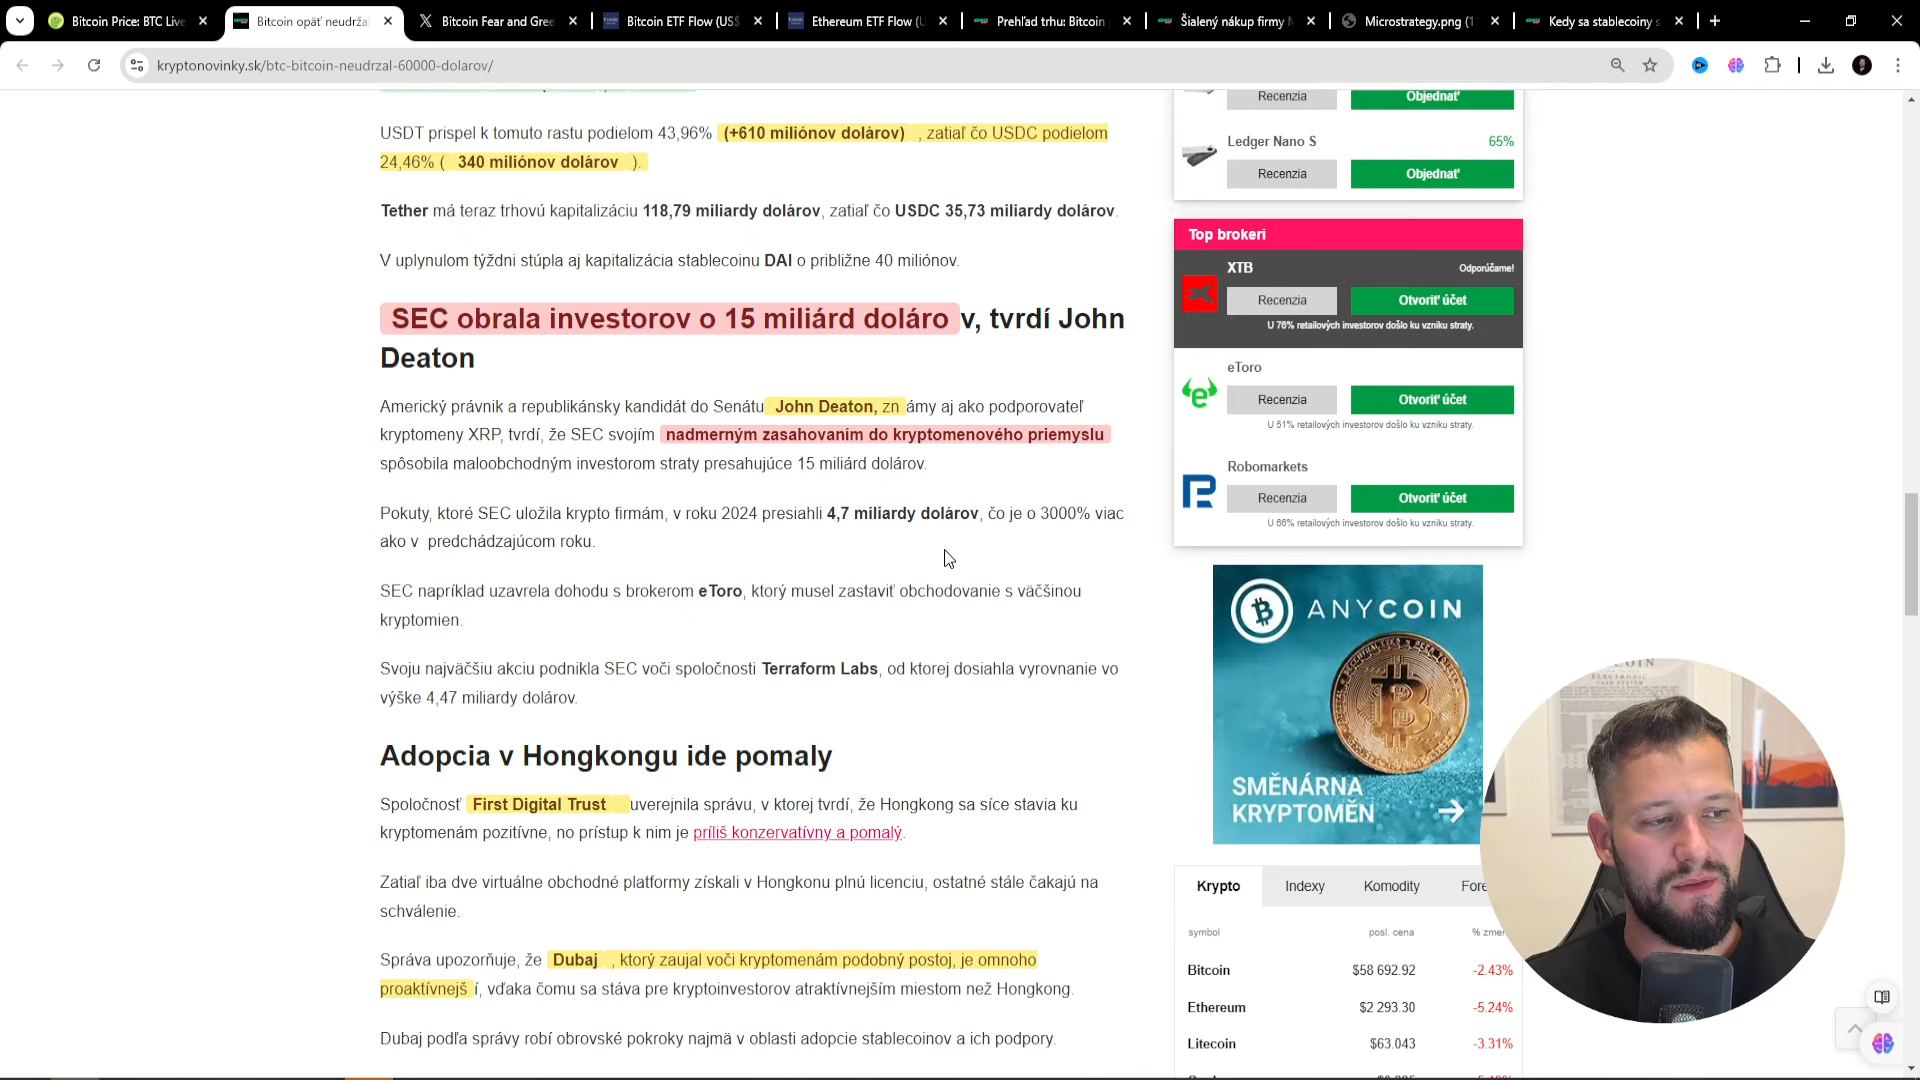 Bitcoin Price: BTC Live
Bitcoin opäť neudrža
Bitcoin Fear and Gre
Bitcoin ETF Flow (US$
Ethereum ETF Flow (U
Prehľad trhu: Bitcoin
Šialený nákup firmy M
Microstrategy.png (1
Kedy sa stablecoiny s
kryptonovinky.sk/btc-bitcoin-neudrzal-60000-dolarov/
USDT prispel k tomuto rastu podielom 43,96% (+610 miliónov dolárov) , zatiaľ čo USDC podielom
24,46% ( 340 miliónov dolárov ).
Tether má teraz trhovú kapitalizáciu 118,79 miliardy dolárov, zatiaľ čo USDC 35,73 miliardy dolárov.
V uplynulom týždni stúpla aj kapitalizácia stablecoinu DAI o približne 40 miliónov.
SEC obrala investorov o 15 miliárd doláro v, tvrdí John
Deaton
Americký právnik a republikánsky kandidát do Senátu John Deaton, zn ámy aj ako podporovateľ
kryptomeny XRP, tvrdí, že SEC svojím nadmerným zasahovaním do kryptomenového priemyslu
spôsobila maloobchodným investorom straty presahujúce 15 miliárd dolárov.
Pokuty, ktoré SEC uložila krypto firmám, v roku 2024 presiahli 4,7 miliardy dolárov, čo je o 3000% viac
ako v predchádzajúcom roku.
SEC napríklad uzavrela dohodu s brokerom eToro, ktorý musel zastaviť obchodovanie s väčšinou
kryptomien.
Svoju najväčšiu akciu podnikla SEC voči spoločnosti Terraform Labs, od ktorej dosiahla vyrovnanie vo
výške 4,47 miliardy dolárov.
Adopcia v Hongkongu ide pomaly
Spoločnosť First Digital Trust uverejnila správu, v ktorej tvrdí, že Hongkong sa síce stavia ku
kryptomenám pozitívne, no prístup k nim je príliš konzervatívny a pomalý.
Zatiaľ iba dve virtuálne obchodné platformy získali v Hongkonu plnú licenciu, ostatné stále čakajú na
schválenie.
Správa upozorňuje, že Dubaj , ktorý zaujal voči kryptomenám podobný postoj, je omnoho
proaktívnejš í, vďaka čomu sa stáva pre kryptoinvestorov atraktívnejším miestom než Hongkong.
Dubaj podľa správy robí obrovské pokroky najmä v oblasti adopcie stablecoinov a ich podpory.
Recenzia
Objednať
Ledger Nano S
65%
Recenzia
Objednať
Top brokeri
XTB
Odporúčame!
Recenzia
Otvoriť účet
U 76% retailových investorov došlo ku vzniku straty.
eToro
Recenzia
Otvoriť účet
U 51% retailových investorov došlo ku vzniku straty.
Robomarkets
Recenzia
Otvoriť účet
U 66% retailových investorov došlo ku vzniku straty.
ANYCOIN
SMĚNÁRNA
KRYPTOMĚN
Krypto
Indexy
Komodity
Fore
symbol
posl. cena
% zme
Bitcoin
$58 692.92
-2.43%
Ethereum
$2 293.30
-5.24%
Litecoin
$63.043
-3.31%